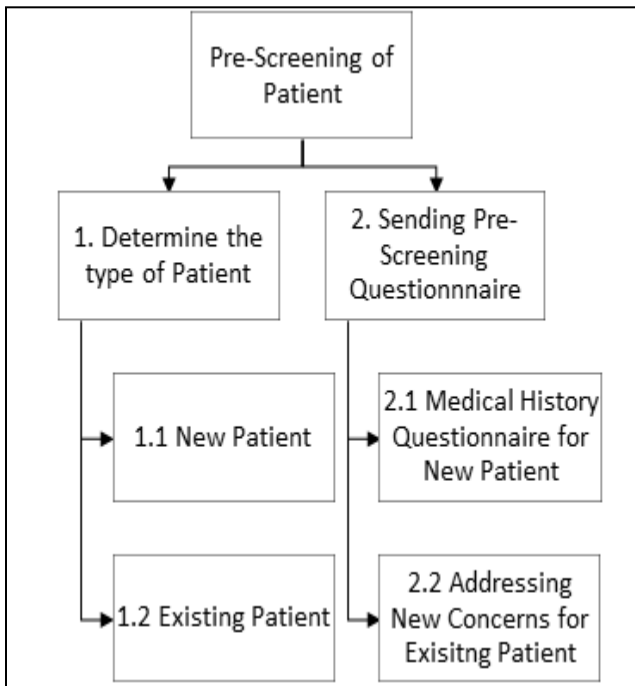 Pre-Screening of
Patient
1. Determine the
type of Patient
2. Sending Pre-
Screening
Questionnnaire
1.1 New Patient
2.1 Medical History
Questionnaire for
New Patient
1.2 Existing Patient
2.2 Addressing
New Concerns for
Exisitng Patient